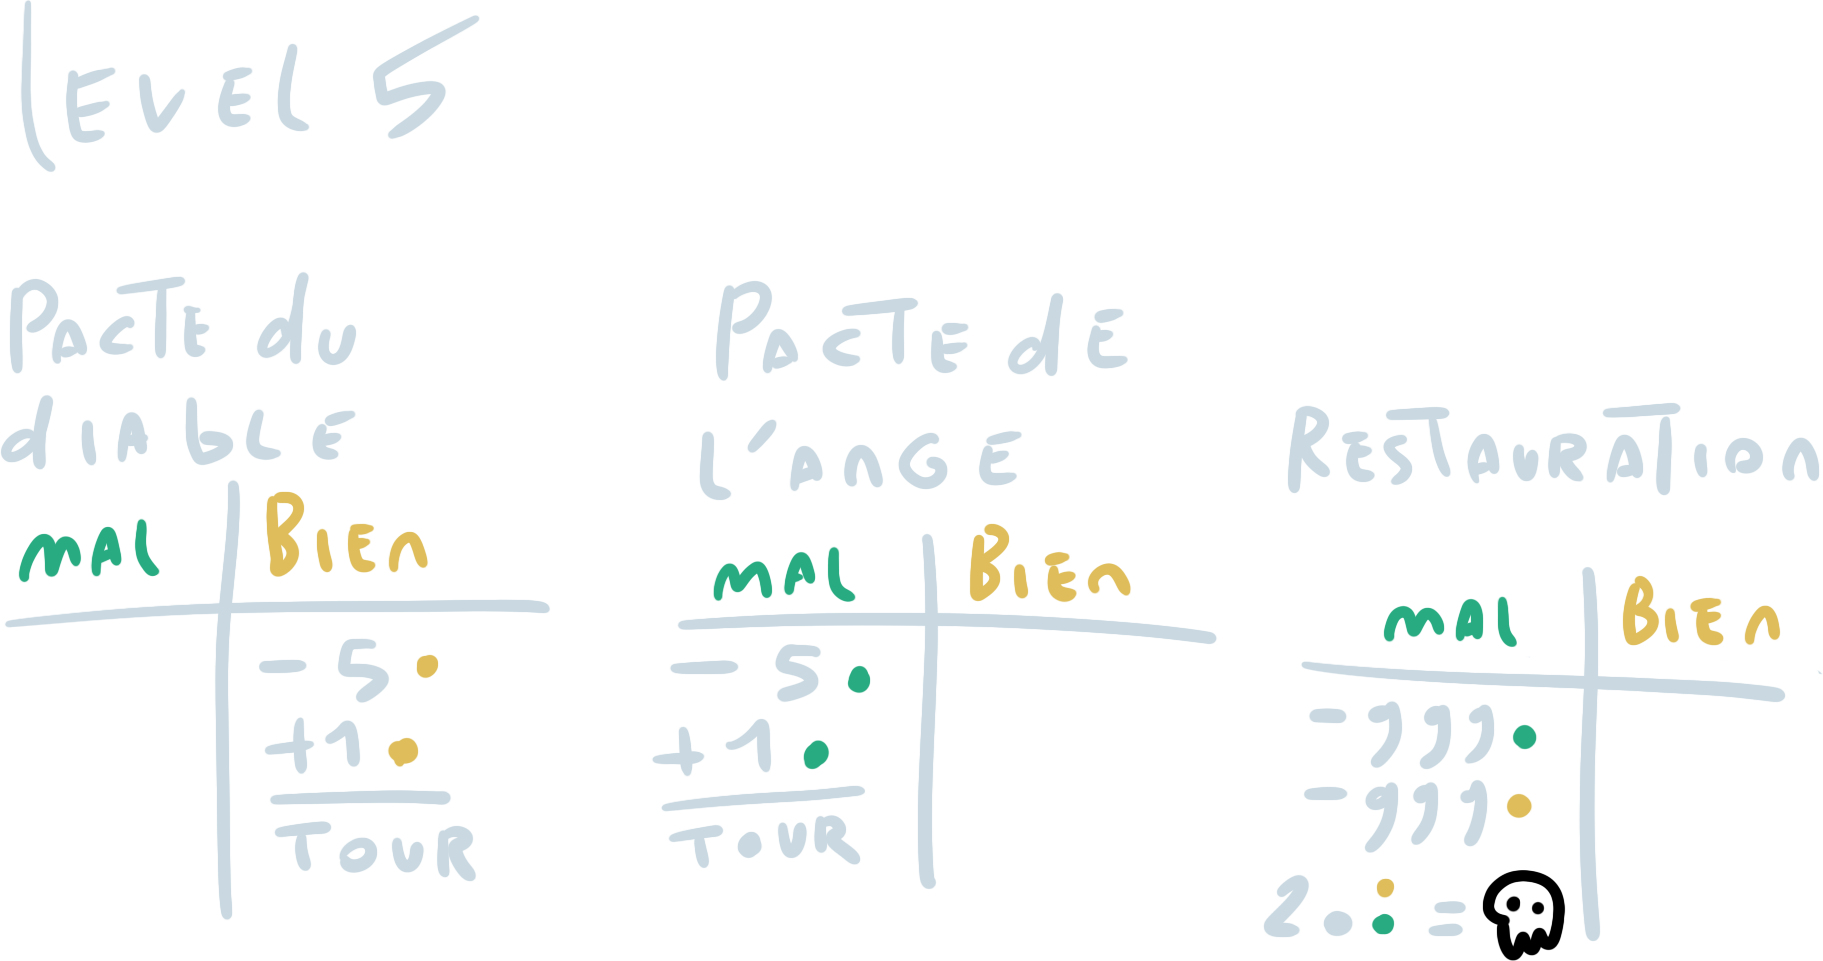 LEVEL 5
PACTE du
diAbLE
MAL BIEN
- 5 •
+1 •
TOUR
PACTE dE
L'ANGE
MAL BIEN
- 5 •
+1 •
TOUR
RESTAURATION
MAL BIEN
- 999 •
- 999 •
2 • : =